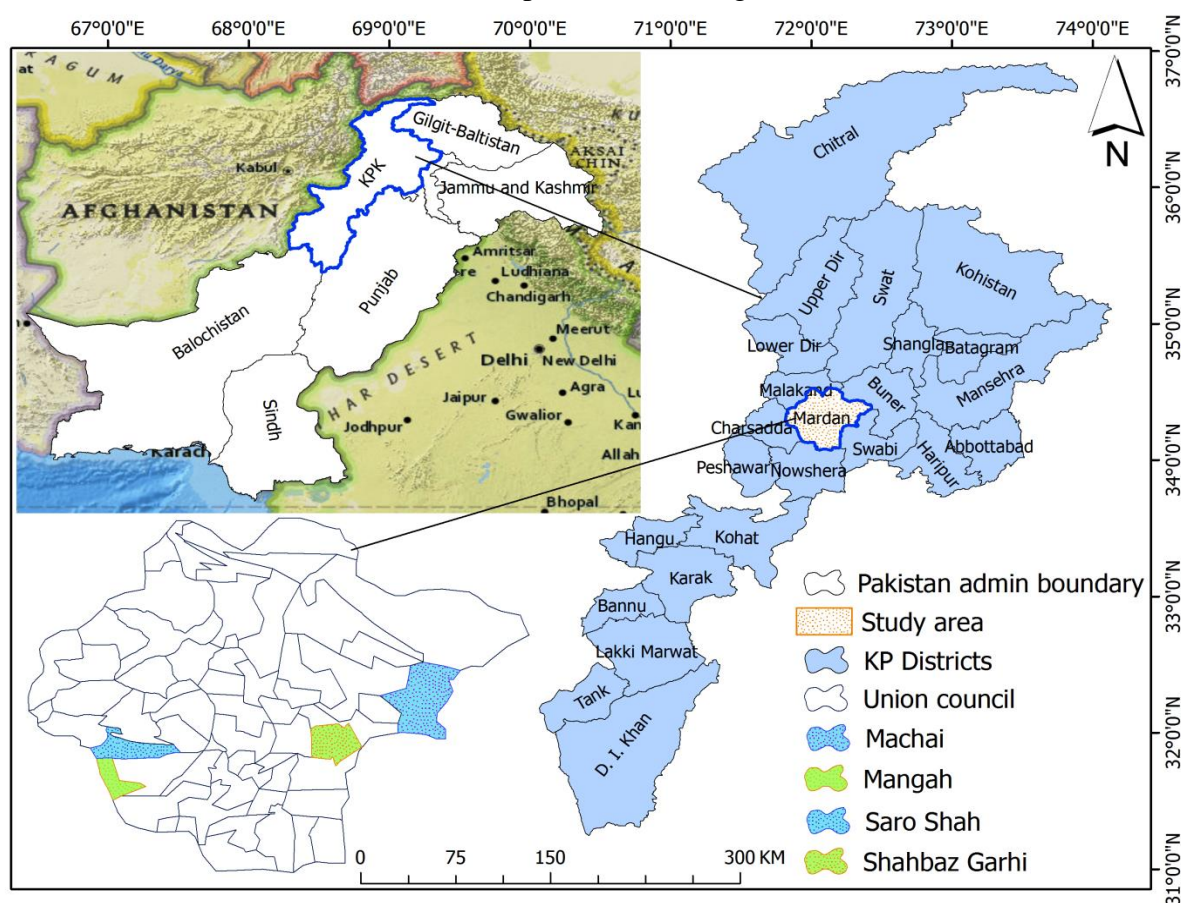 67°0'0"E
68°0'0"E
69°0'0"E
70°0'0"E
71°0'0"E
72°0'0"E
73°0'0"E
74°0'0"E
37°0'0"N
36°0'0"N
35°0'0"N
34°0'0"N
33°0'0"N
32°0'0"N
31°0'0"N
N
KPK
Gilgit-Baltistan
AKSAI
CHIN
Jammu and Kashmir
Kabul
AFGHANISTAN
Amritsar
Ludhiana
Chandigarh
Punjab
Balochistan
Meerut
Delhi
New Delhi
HAR DESERT
Agra
Jaipur
Gwalior
Jodhpur
Sindh
Karach
Allah
Bhopal
Chitral
Upper Dir
Swat
Kohistan
Lower Dir
Shangla
Batagram
Mansehra
Malakand
Buner
Mardan
Charsadda
Swabi
Haripur
Abbottabad
Peshawar
Nowshera
Hangu
Kohat
Karak
Bannu
Lakki Marwat
Tank
D. I. Khan
Pakistan admin boundary
Study area
KP Districts
Union council
Machai
Mangah
Saro Shah
Shahbaz Garhi
0 75 150 300 KM